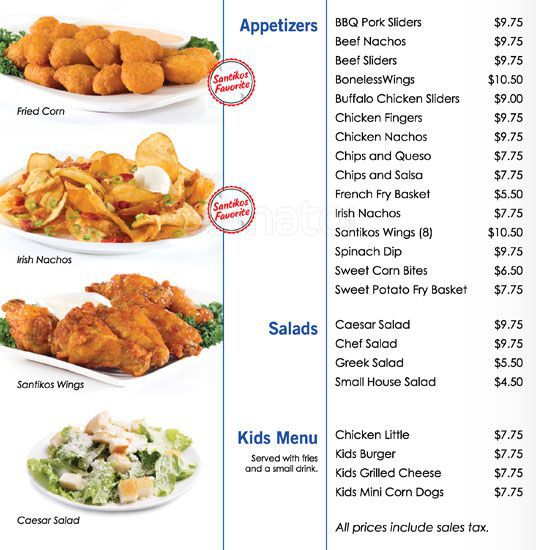 Appetizers
BBQ Pork Sliders $9.75
Beef Nachos $9.75
Beef Sliders $9.75
BonelessWings $10.50
Buffalo Chicken Sliders $9.00
Chicken Fingers $9.75
Chicken Nachos $9.75
Chips and Queso $7.75
Chips and Salsa $7.75
French Fry Basket $5.50
Irish Nachos $7.75
Santikos Wings (8) $10.50
Spinach Dip $9.75
Sweet Corn Bites $6.50
Sweet Potato Fry Basket $7.75
Salads
Caesar Salad $9.75
Chef Salad $9.75
Greek Salad $5.50
Small House Salad $4.50
Kids Menu
Served with fries
and a small drink.
Chicken Little $7.75
Kids Burger $7.75
Kids Grilled Cheese $7.75
Kids Mini Corn Dogs $7.75
All prices include sales tax.
Fried Corn
Santikos
Favorite
Irish Nachos
Santikos
Favorite
Santikos Wings
Caesar Salad